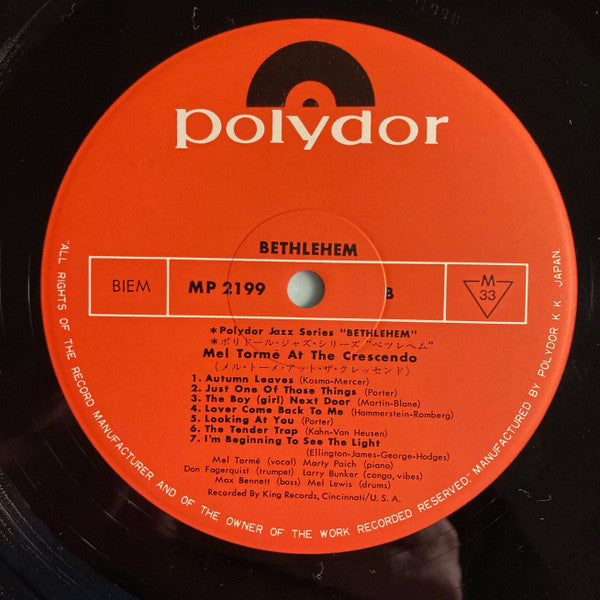 polydor
BETHLEHEM
BIEM MP 2199 B M 33
*Polydor Jazz Series "BETHLEHEM"
*ポリドール・ジャズ・シリーズ "ベツレヘム"
Mel Tormé At The Crescendo
(メル・トーメ・アット・ザ・クレッセンド)
1. Autumn Leaves (Kosma-Mercer)
2. Just One Of Those Things (Porter)
3. The Boy (girl) Next Door (Martin-Blane)
4. Lover Come Back To Me (Hammerstein-Romberg)
5. Looking At You (Porter)
6. The Tender Trap (Kahn-Van Heusen)
7. I'm Beginning To See The Light
(Ellington-James-George-Hodges)
Mel Tormé (vocal) Marty Paich (piano)
Don Fagerquist (trumpet) Larry Bunker (conga, vibes)
Max Bennett (bass) Mel Lewis (drums)
Recorded By King Records, Cincinnati/U. S. A.
"ALL RIGHTS OF THE RECORD MANUFACTURER AND OF THE OWNER OF THE WORK RECORDED RESERVED." MANUFACTURED BY POLYDOR K. K. JAPAN.